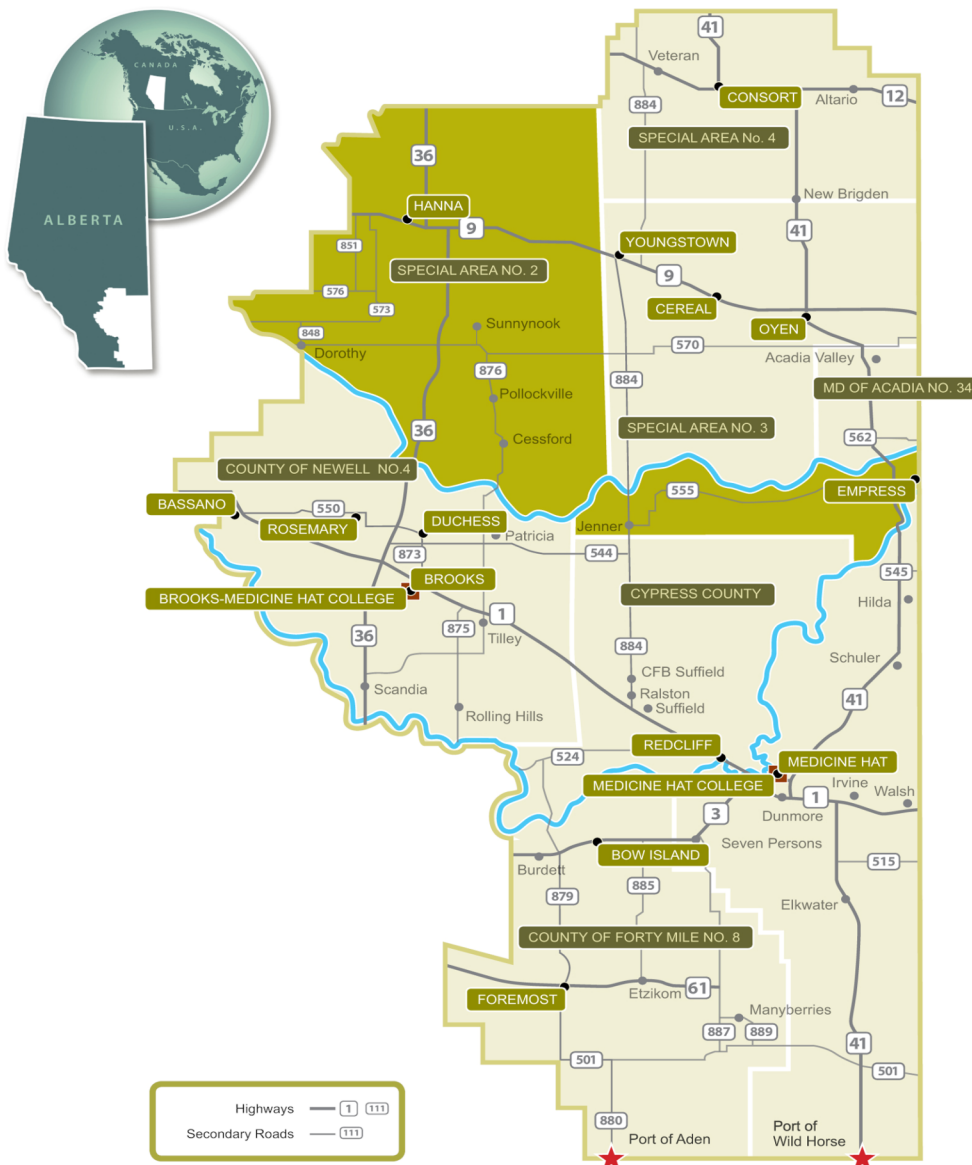 CANADA
U.S.A.
ALBERTA
41
Veteran
CONSORT
Altario
12
884
SPECIAL AREA No. 4
36
HANNA
9
New Brigden
41
851
SPECIAL AREA NO. 2
YOUNGSTOWN
9
576
573
CEREAL
OYEN
848
Sunnynook
Dorothy
570
Acadia Valley
876
884
MD OF ACADIA NO. 34
Pollockville
36
Cessford
SPECIAL AREA NO. 3
562
COUNTY OF NEWELL NO.4
BASSANO
550
ROSEMARY
DUCHESS
Patricia
555
EMPRESS
Jenner
873
544
545
BROOKS
BROOKS-MEDICINE HAT COLLEGE
CYPRESS COUNTY
Hilda
1
875
Tilley
36
884
Schuler
Scandia
CFB Suffield
Ralston
Suffield
41
Rolling Hills
REDCLIFF
524
MEDICINE HAT
MEDICINE HAT COLLEGE
Irvine
Walsh
Dunmore
1
3
Seven Persons
BOW ISLAND
Burdett
515
885
879
Elkwater
COUNTY OF FORTY MILE NO. 8
FOREMOST
Etzikom
61
Manyberries
887
889
41
501
501
880
Port of Aden
Port of
Wild Horse
Highways
1
111
Secondary Roads
111